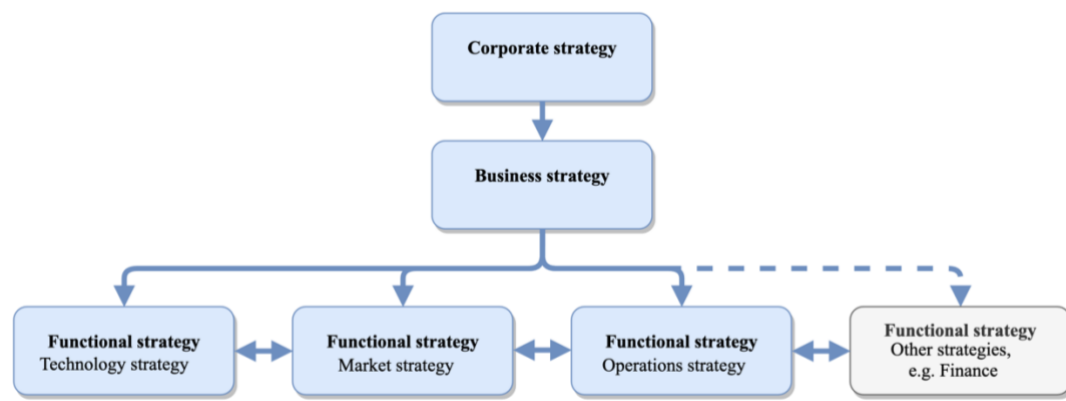 Corporate strategy
Business strategy
Functional strategy
Technology strategy
Functional strategy
Market strategy
Functional strategy
Operations strategy
Functional strategy
Other strategies,
e.g. Finance